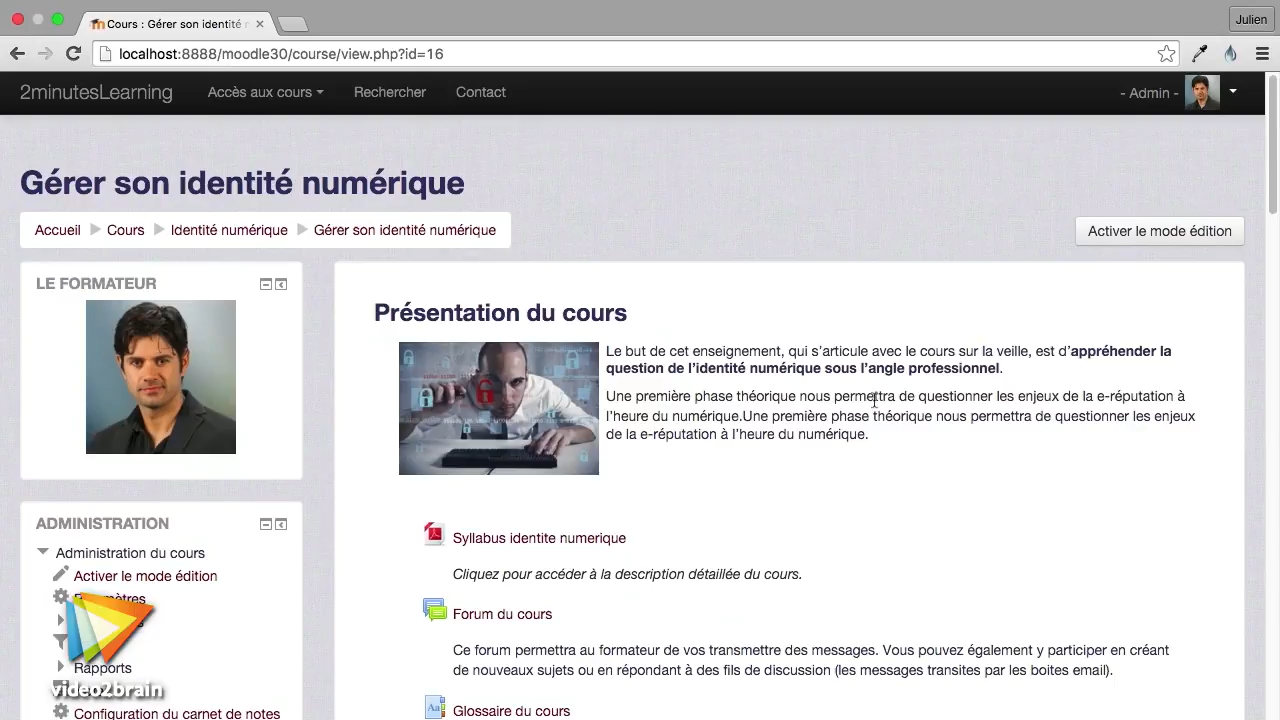 Cours : Gérer son identité
Julien
localhost:8888/moodle30/course/view.php?id=16
2minutesLearning Accès aux cours Rechercher Contact - Admin -
Gérer son identité numérique
Accueil Cours Identité numérique Gérer son identité numérique
Activer le mode édition
LE FORMATEUR
ADMINISTRATION
Administration du cours
Activer le mode édition
Rapports
video2brain
Configuration du carnet de notes
Présentation du cours
Le but de cet enseignement, qui s'articule avec le cours sur la veille, est d'appréhender la
question de l'identité numérique sous l'angle professionnel.
Une première phase théorique nous permettra de questionner les enjeux de la e-réputation à
l'heure du numérique.Une première phase théorique nous permettra de questionner les enjeux
de la e-réputation à l'heure du numérique.
Syllabus identite numerique
Cliquez pour accéder à la description détaillée du cours.
Forum du cours
Ce forum permettra au formateur de vos transmettre des messages. Vous pouvez également y participer en créant
de nouveaux sujets ou en répondant à des fils de discussion (les messages transites par les boites email).
Aa
Glossaire du cours